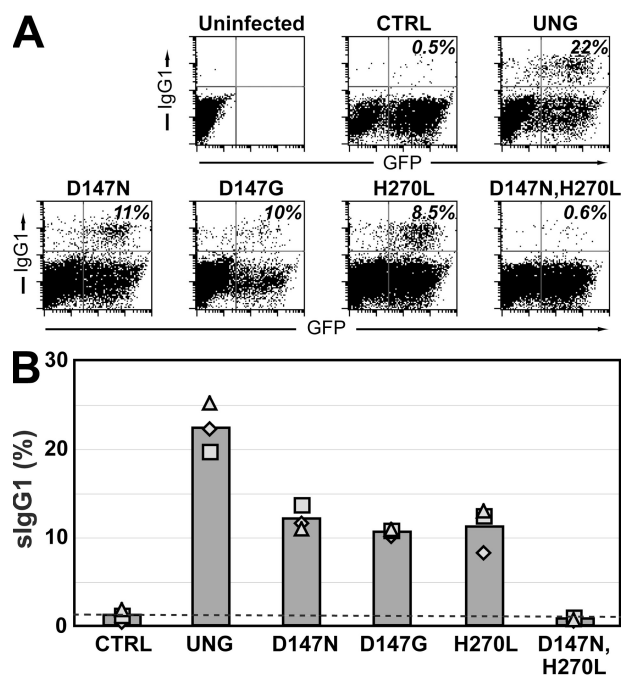 A
Uninfected CTRL UNG
0.5% 22%
IgG1
GFP
D147N D147G H270L D147N,H270L
11% 10% 8.5% 0.6%
IgG1
GFP
B
30
20
10
0
sIgG1 (%)
CTRL UNG D147N D147G H270L D147N,
H270L